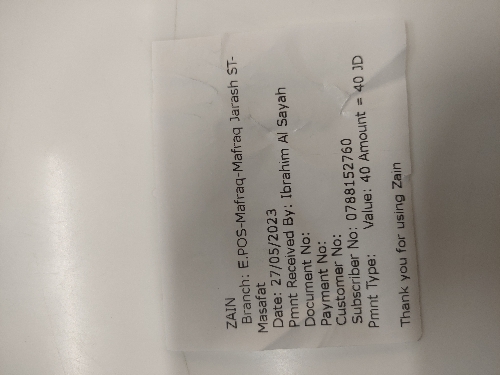 ZAIN
Branch: E.POS-Mafraq-Mafraq Jarash ST-
Masafat
Date: 27/05/2023
Pmnt Received By: Ibrahim Al Sayah
Document No:
Payment No:
Customer No:
Subscriber No: 0788152760
Pmnt Type: Value: 40 Amount = 40 JD
Thank you for using Zain